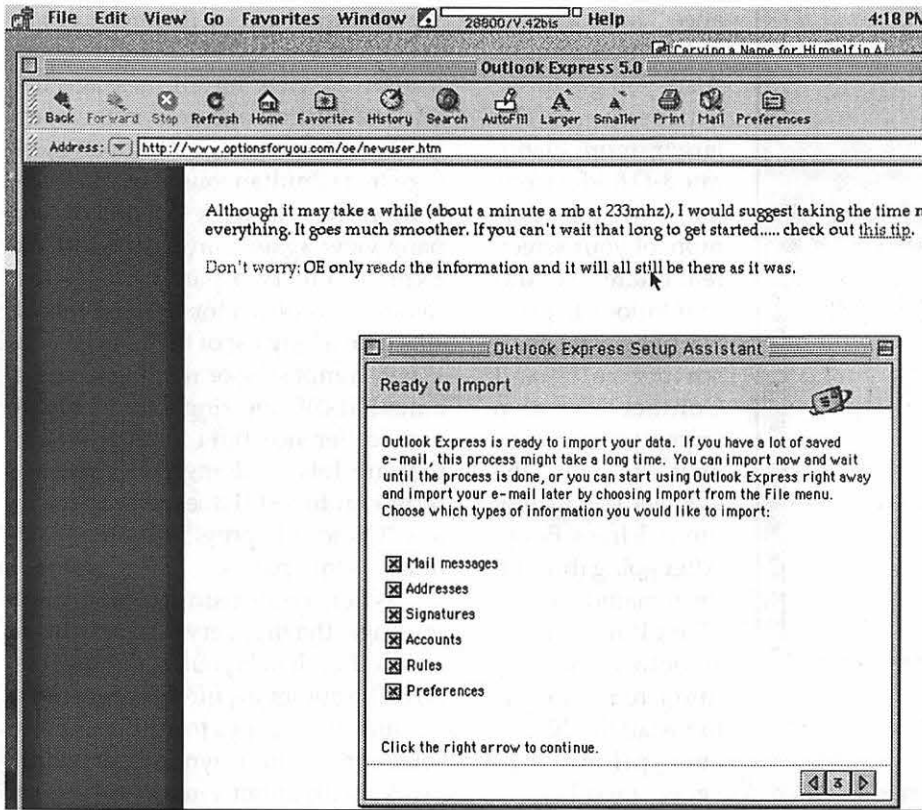 File Edit View Go Favorites Window 28800/V.42bis Help 4:18 PM
Carving a Name for Himself in A
Outlook Express 5.0
Back Forward Stop Refresh Home Favorites History Search AutoFill Larger Smaller Print Mail Preferences
Address: http://www.optionsforyou.com/oe/newuser.htm
Although it may take a while (about a minute a mb at 233mhz), I would suggest taking the time n
everything. It goes much smoother. If you can't wait that long to get started..... check out this tip.
Don't worry: OE only reads the information and it will all still be there as it was.
Outlook Express Setup Assistant
Ready to Import
Outlook Express is ready to import your data. If you have a lot of saved
e-mail, this process might take a long time. You can import now and wait
until the process is done, or you can start using Outlook Express right away
and import your e-mail later by choosing Import from the File menu.
Choose which types of information you would like to import:
Mail messages
Addresses
Signatures
Accounts
Rules
Preferences
Click the right arrow to continue.
3